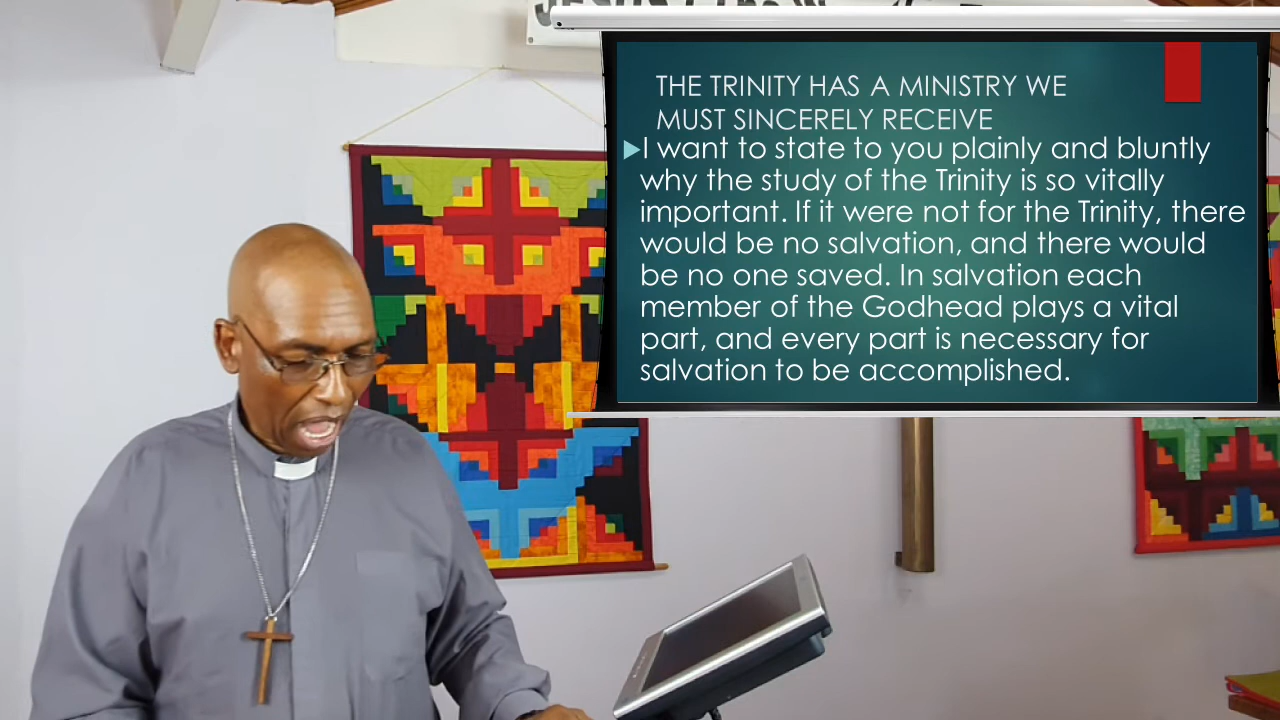 THE TRINITY HAS A MINISTRY WE
MUST SINCERELY RECEIVE
I want to state to you plainly and bluntly
why the study of the Trinity is so vitally
important. If it were not for the Trinity, there
would be no salvation, and there would
be no one saved. In salvation each
member of the Godhead plays a vital
part, and every part is necessary for
salvation to be accomplished.